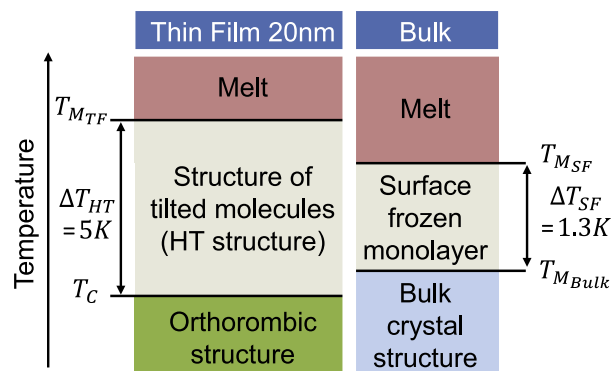 Thin Film 20nm
Bulk
Temperature
Melt
Melt
T_{M_{TF}}
T_{M_{SF}}
ΔT_{HT}
= 5K
Structure of
tilted molecules
(HT structure)
Surface
frozen
monolayer
ΔT_{SF}
= 1.3K
T_C
T_{M_{Bulk}}
Orthorombic
structure
Bulk
crystal
structure